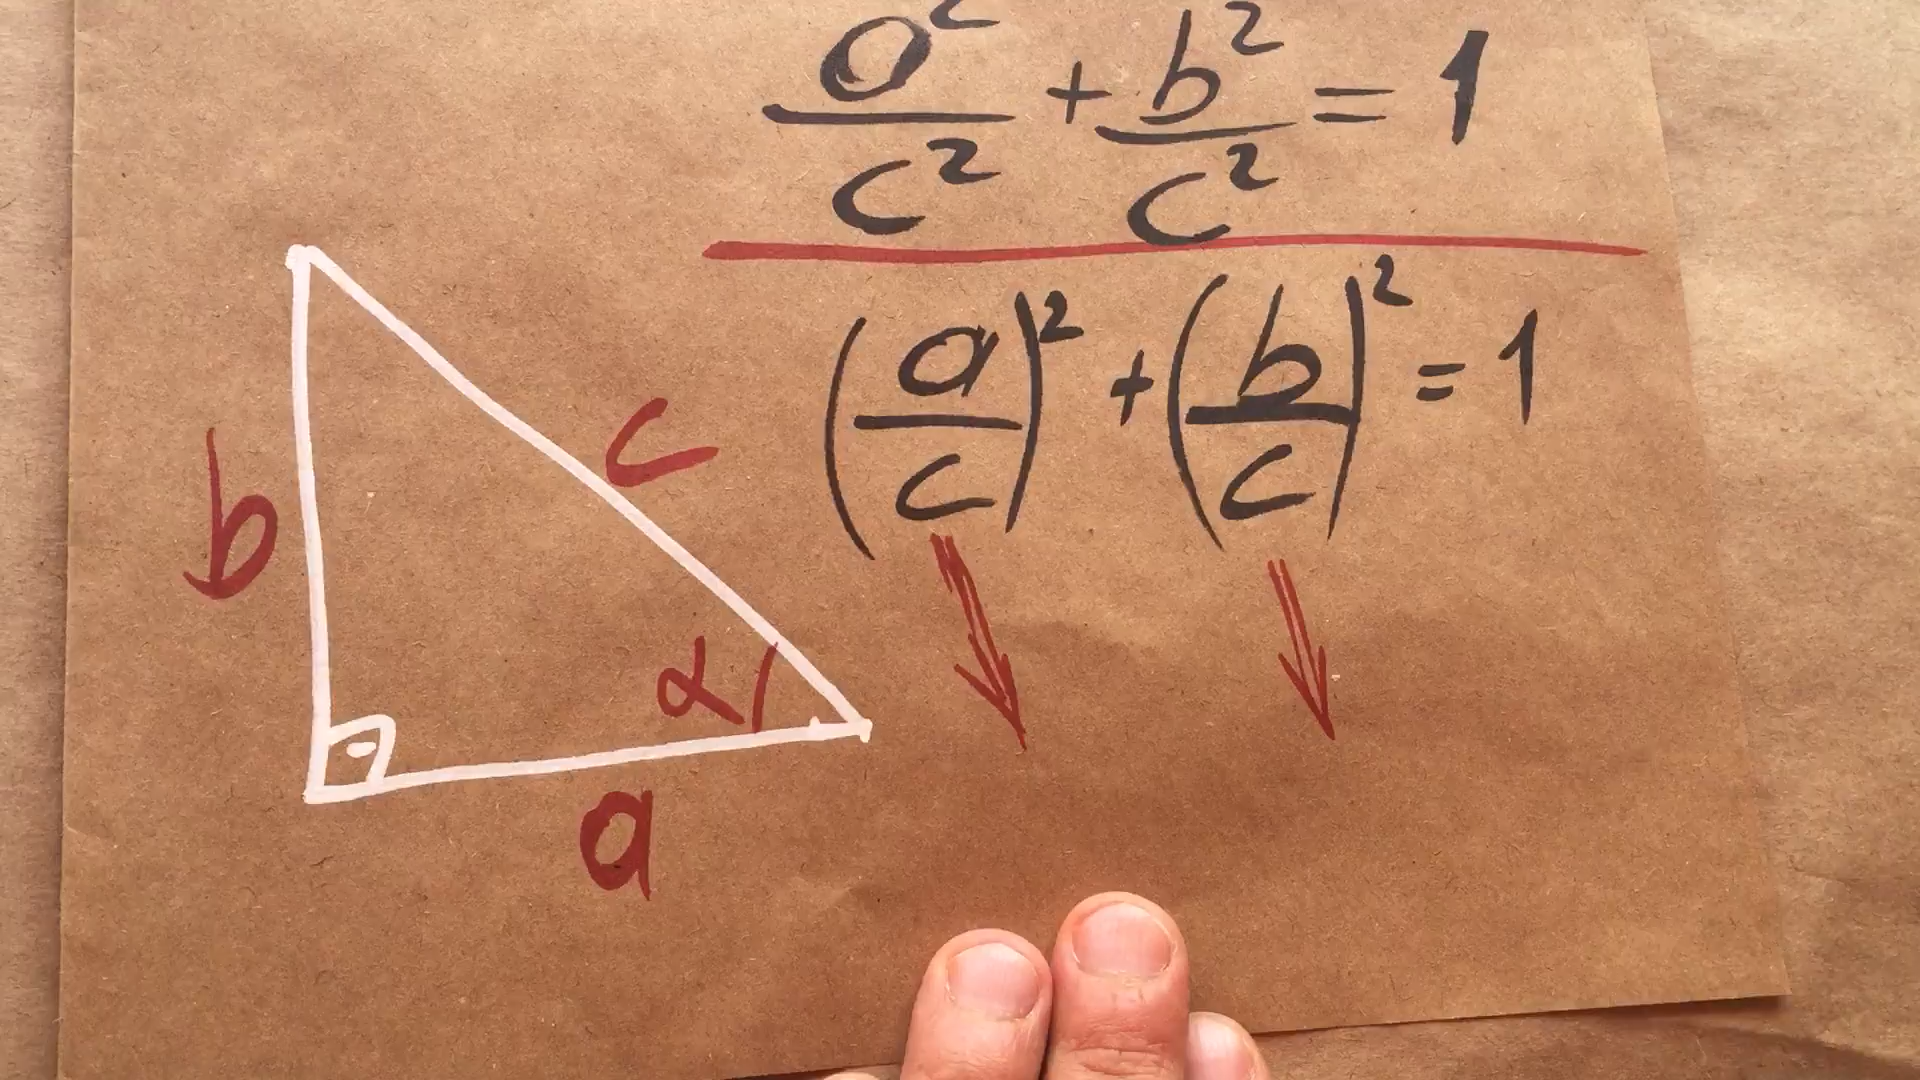 a²/c² + b²/c² = 1
(a/c)² + (b/c)² = 1
c
b
α
a